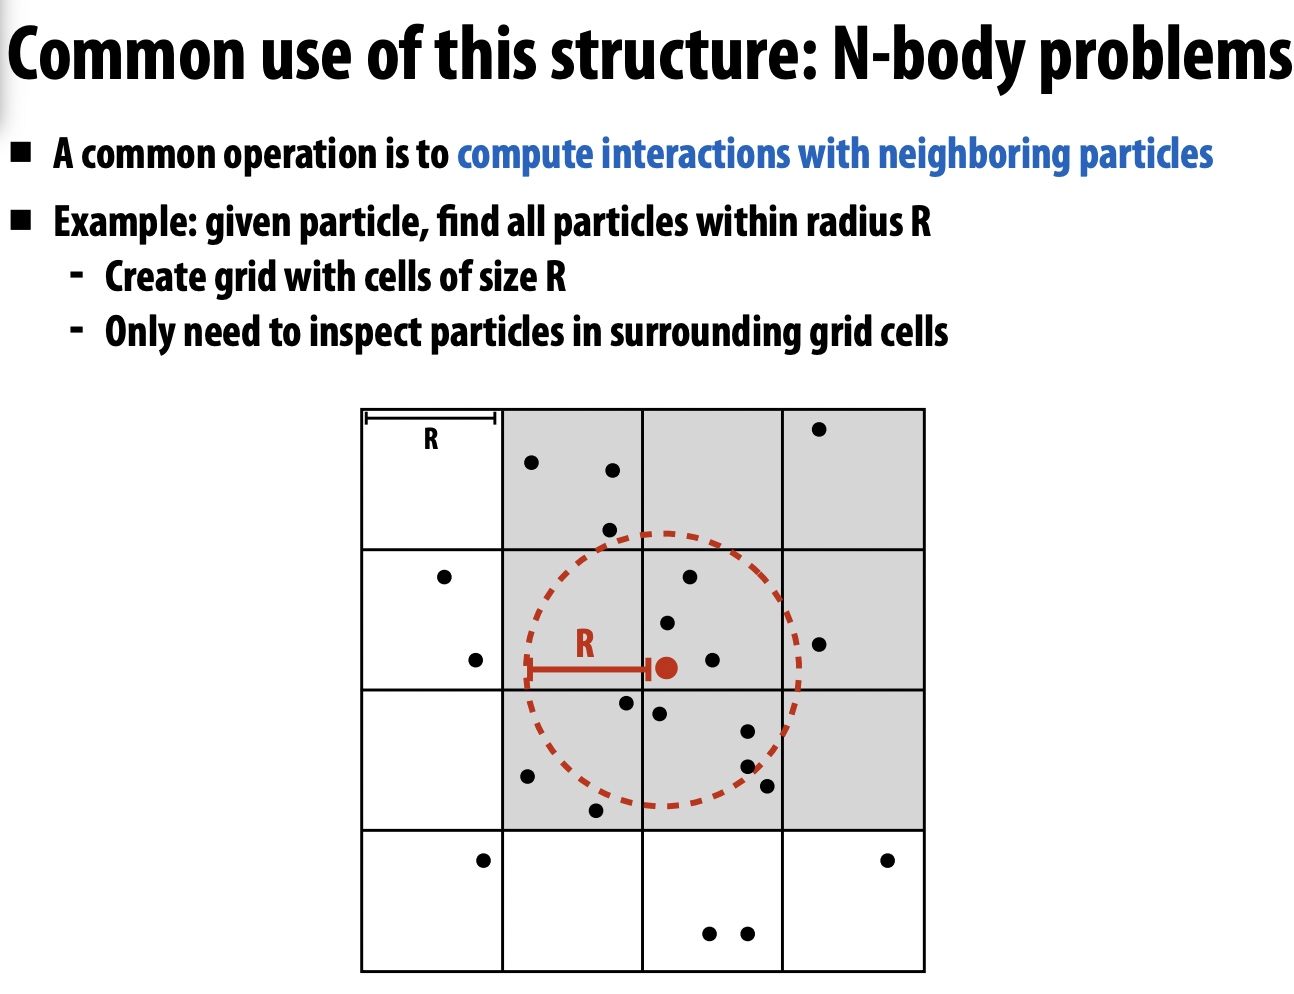 Common use of this structure: N-body problems
■ A common operation is to compute interactions with neighboring particles
■ Example: given particle, find all particles within radius R
- Create grid with cells of size R
- Only need to inspect particles in surrounding grid cells
R
R